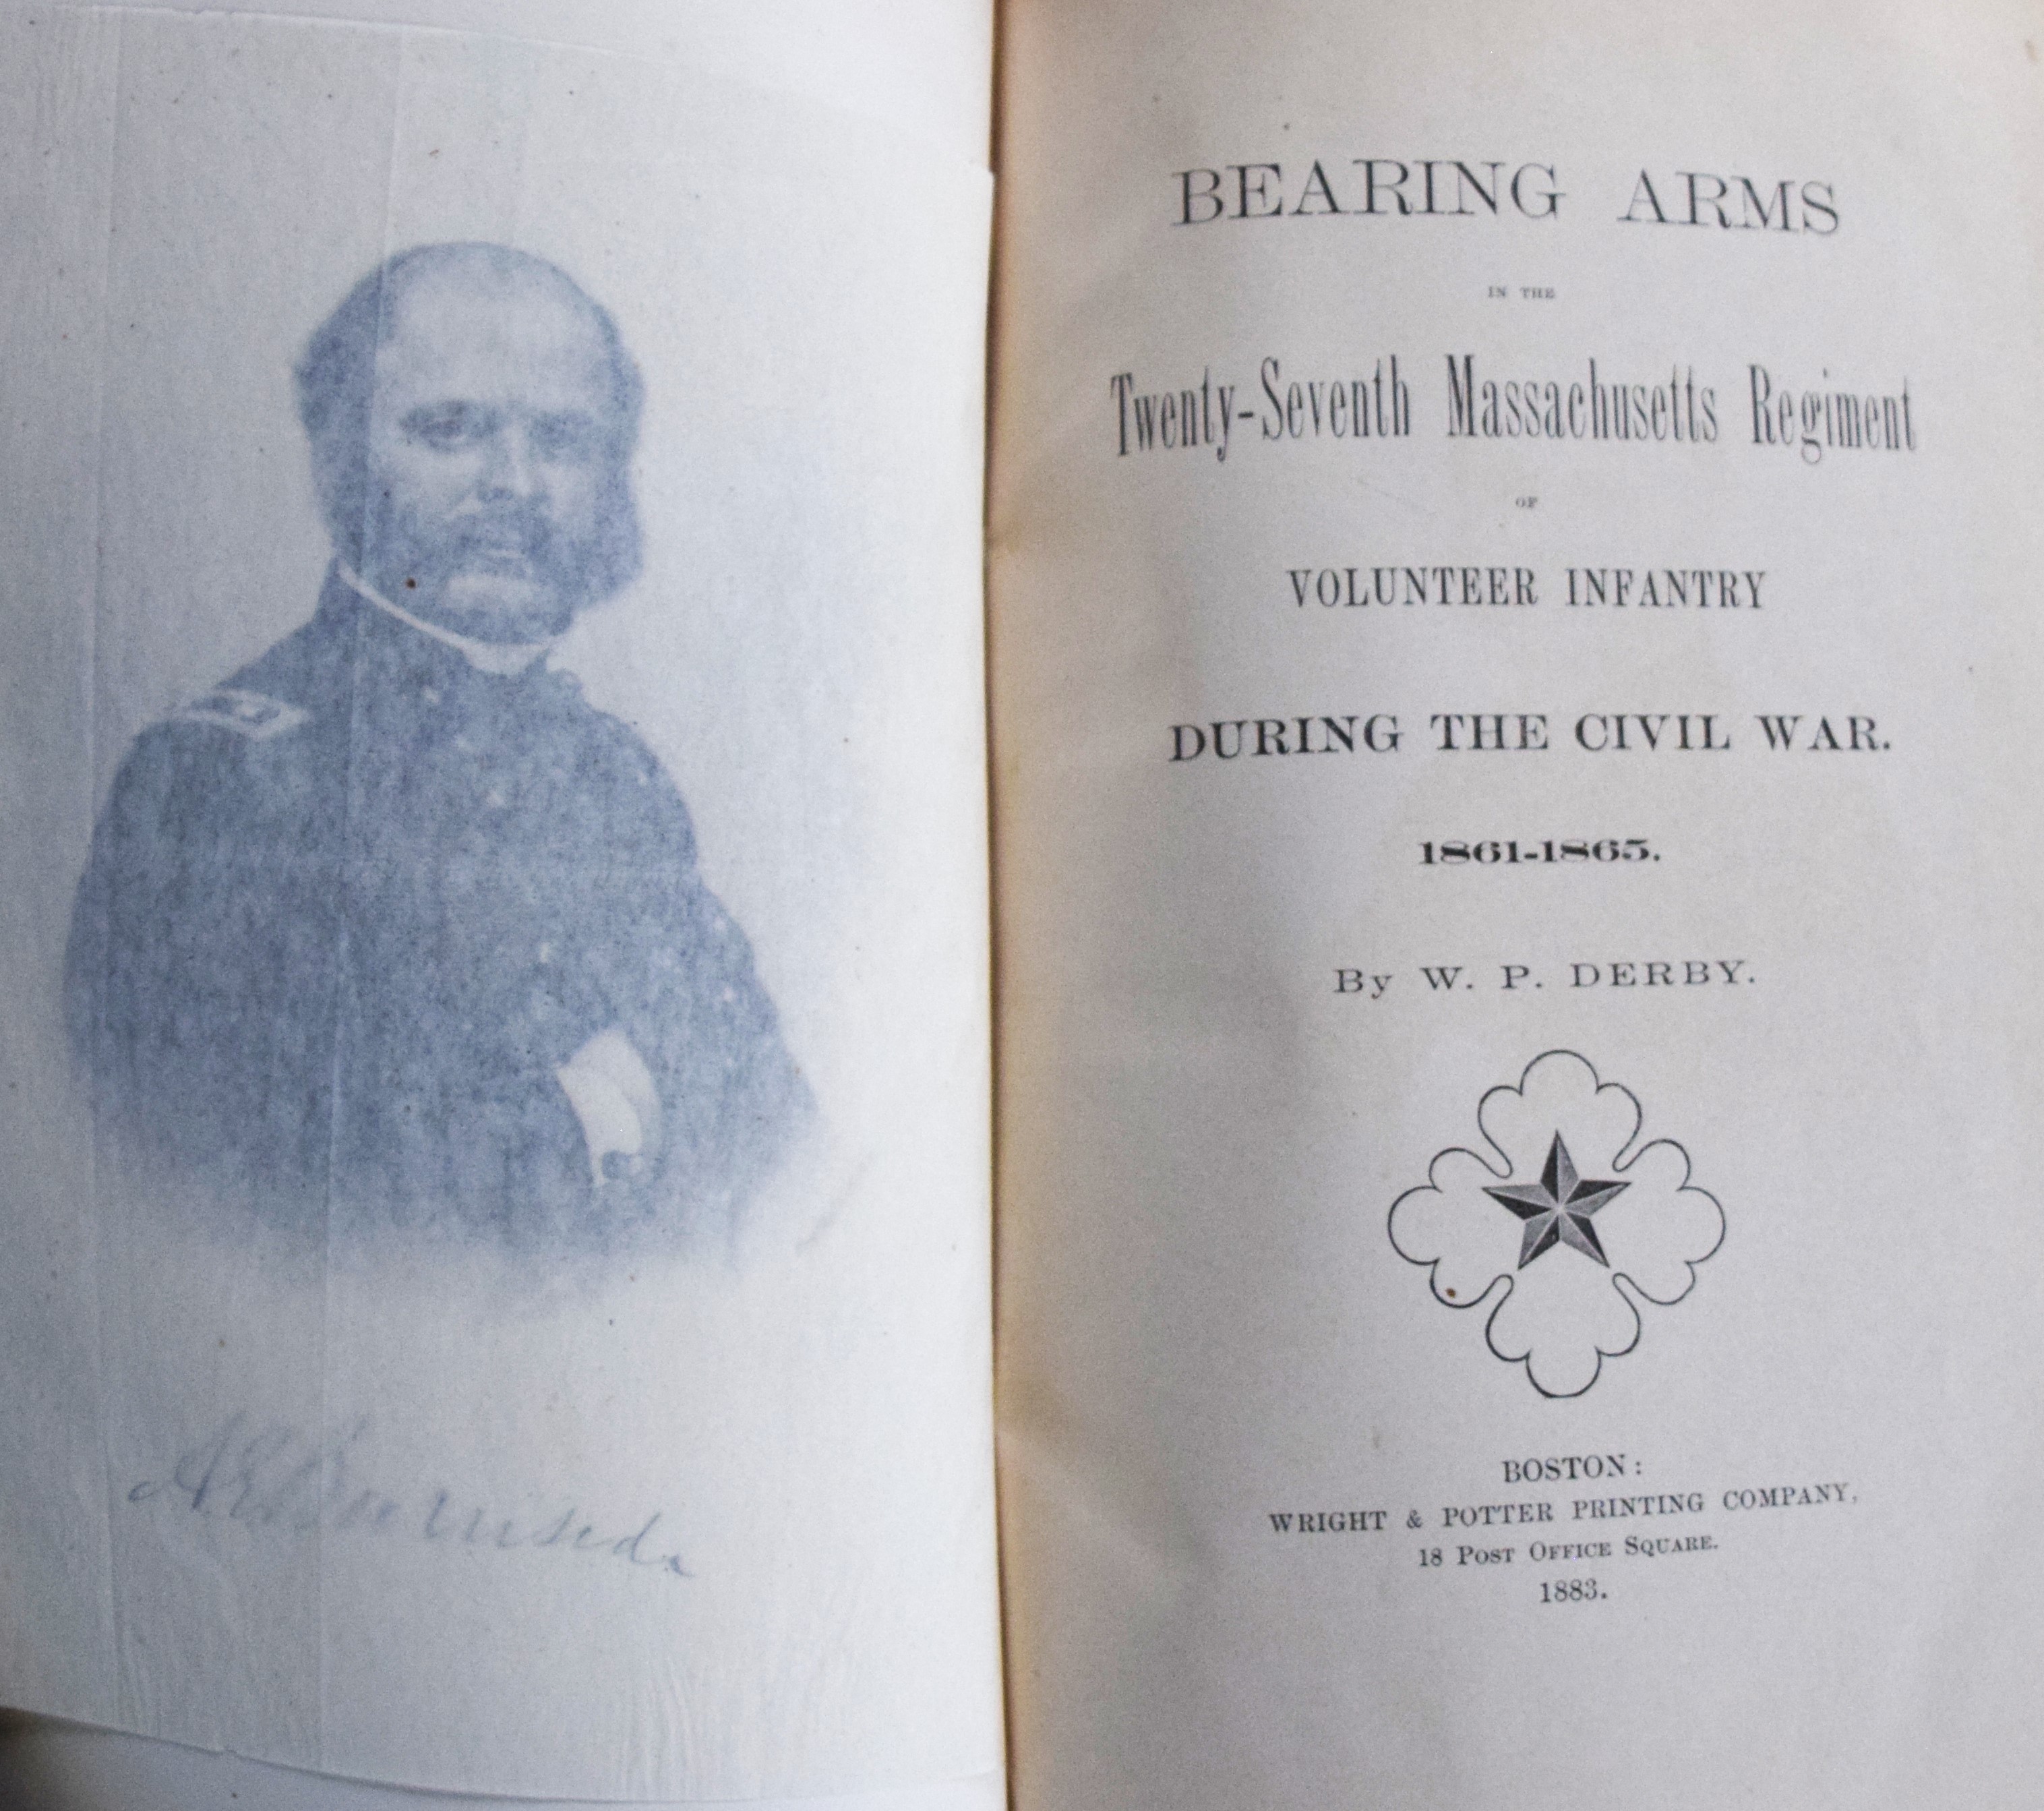 A E Burnside
BEARING ARMS
IN THE
Twenty-Seventh Massachusetts Regiment
OF
VOLUNTEER INFANTRY
DURING THE CIVIL WAR.
1861-1865.
By W. P. DERBY.
BOSTON:
WRIGHT & POTTER PRINTING COMPANY,
18 POST OFFICE SQUARE.
1883.